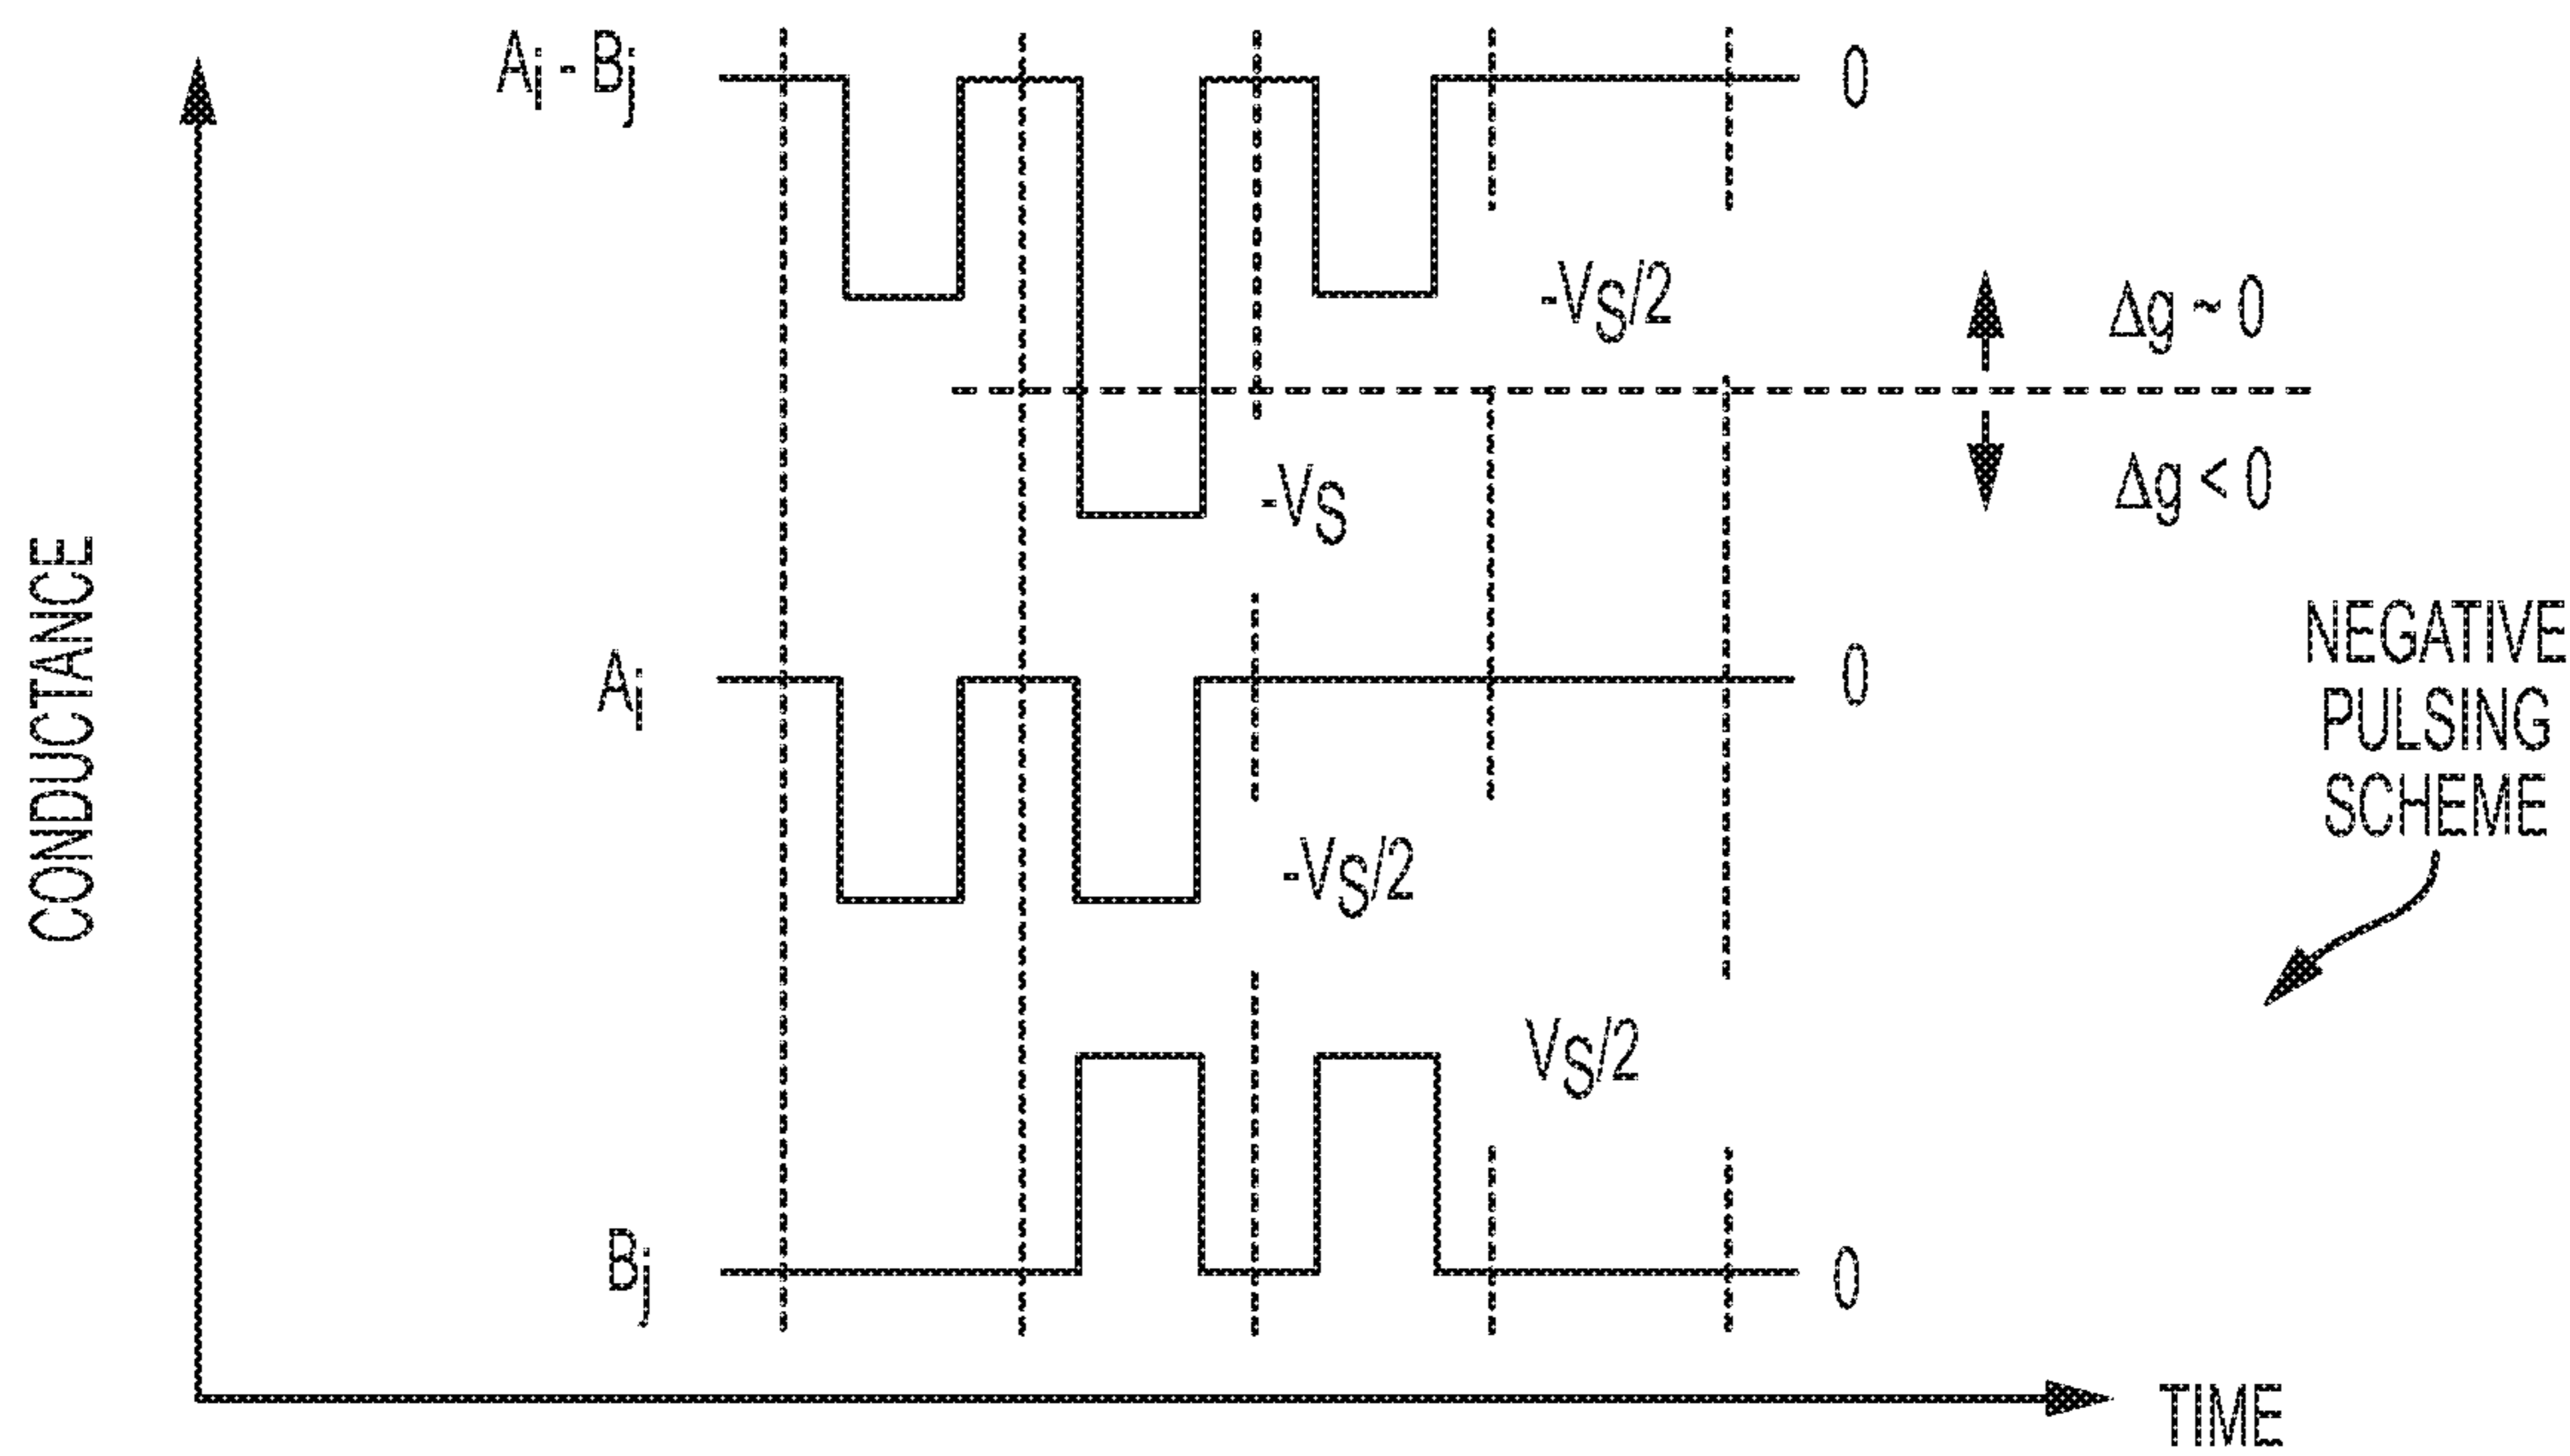 Ai - Bj
0
-VS/2
Δg ~ 0
-VS
Δg < 0
CONDUCTANCE
Ai
0
NEGATIVE
PULSING
SCHEME
-VS/2
VS/2
Bj
0
TIME